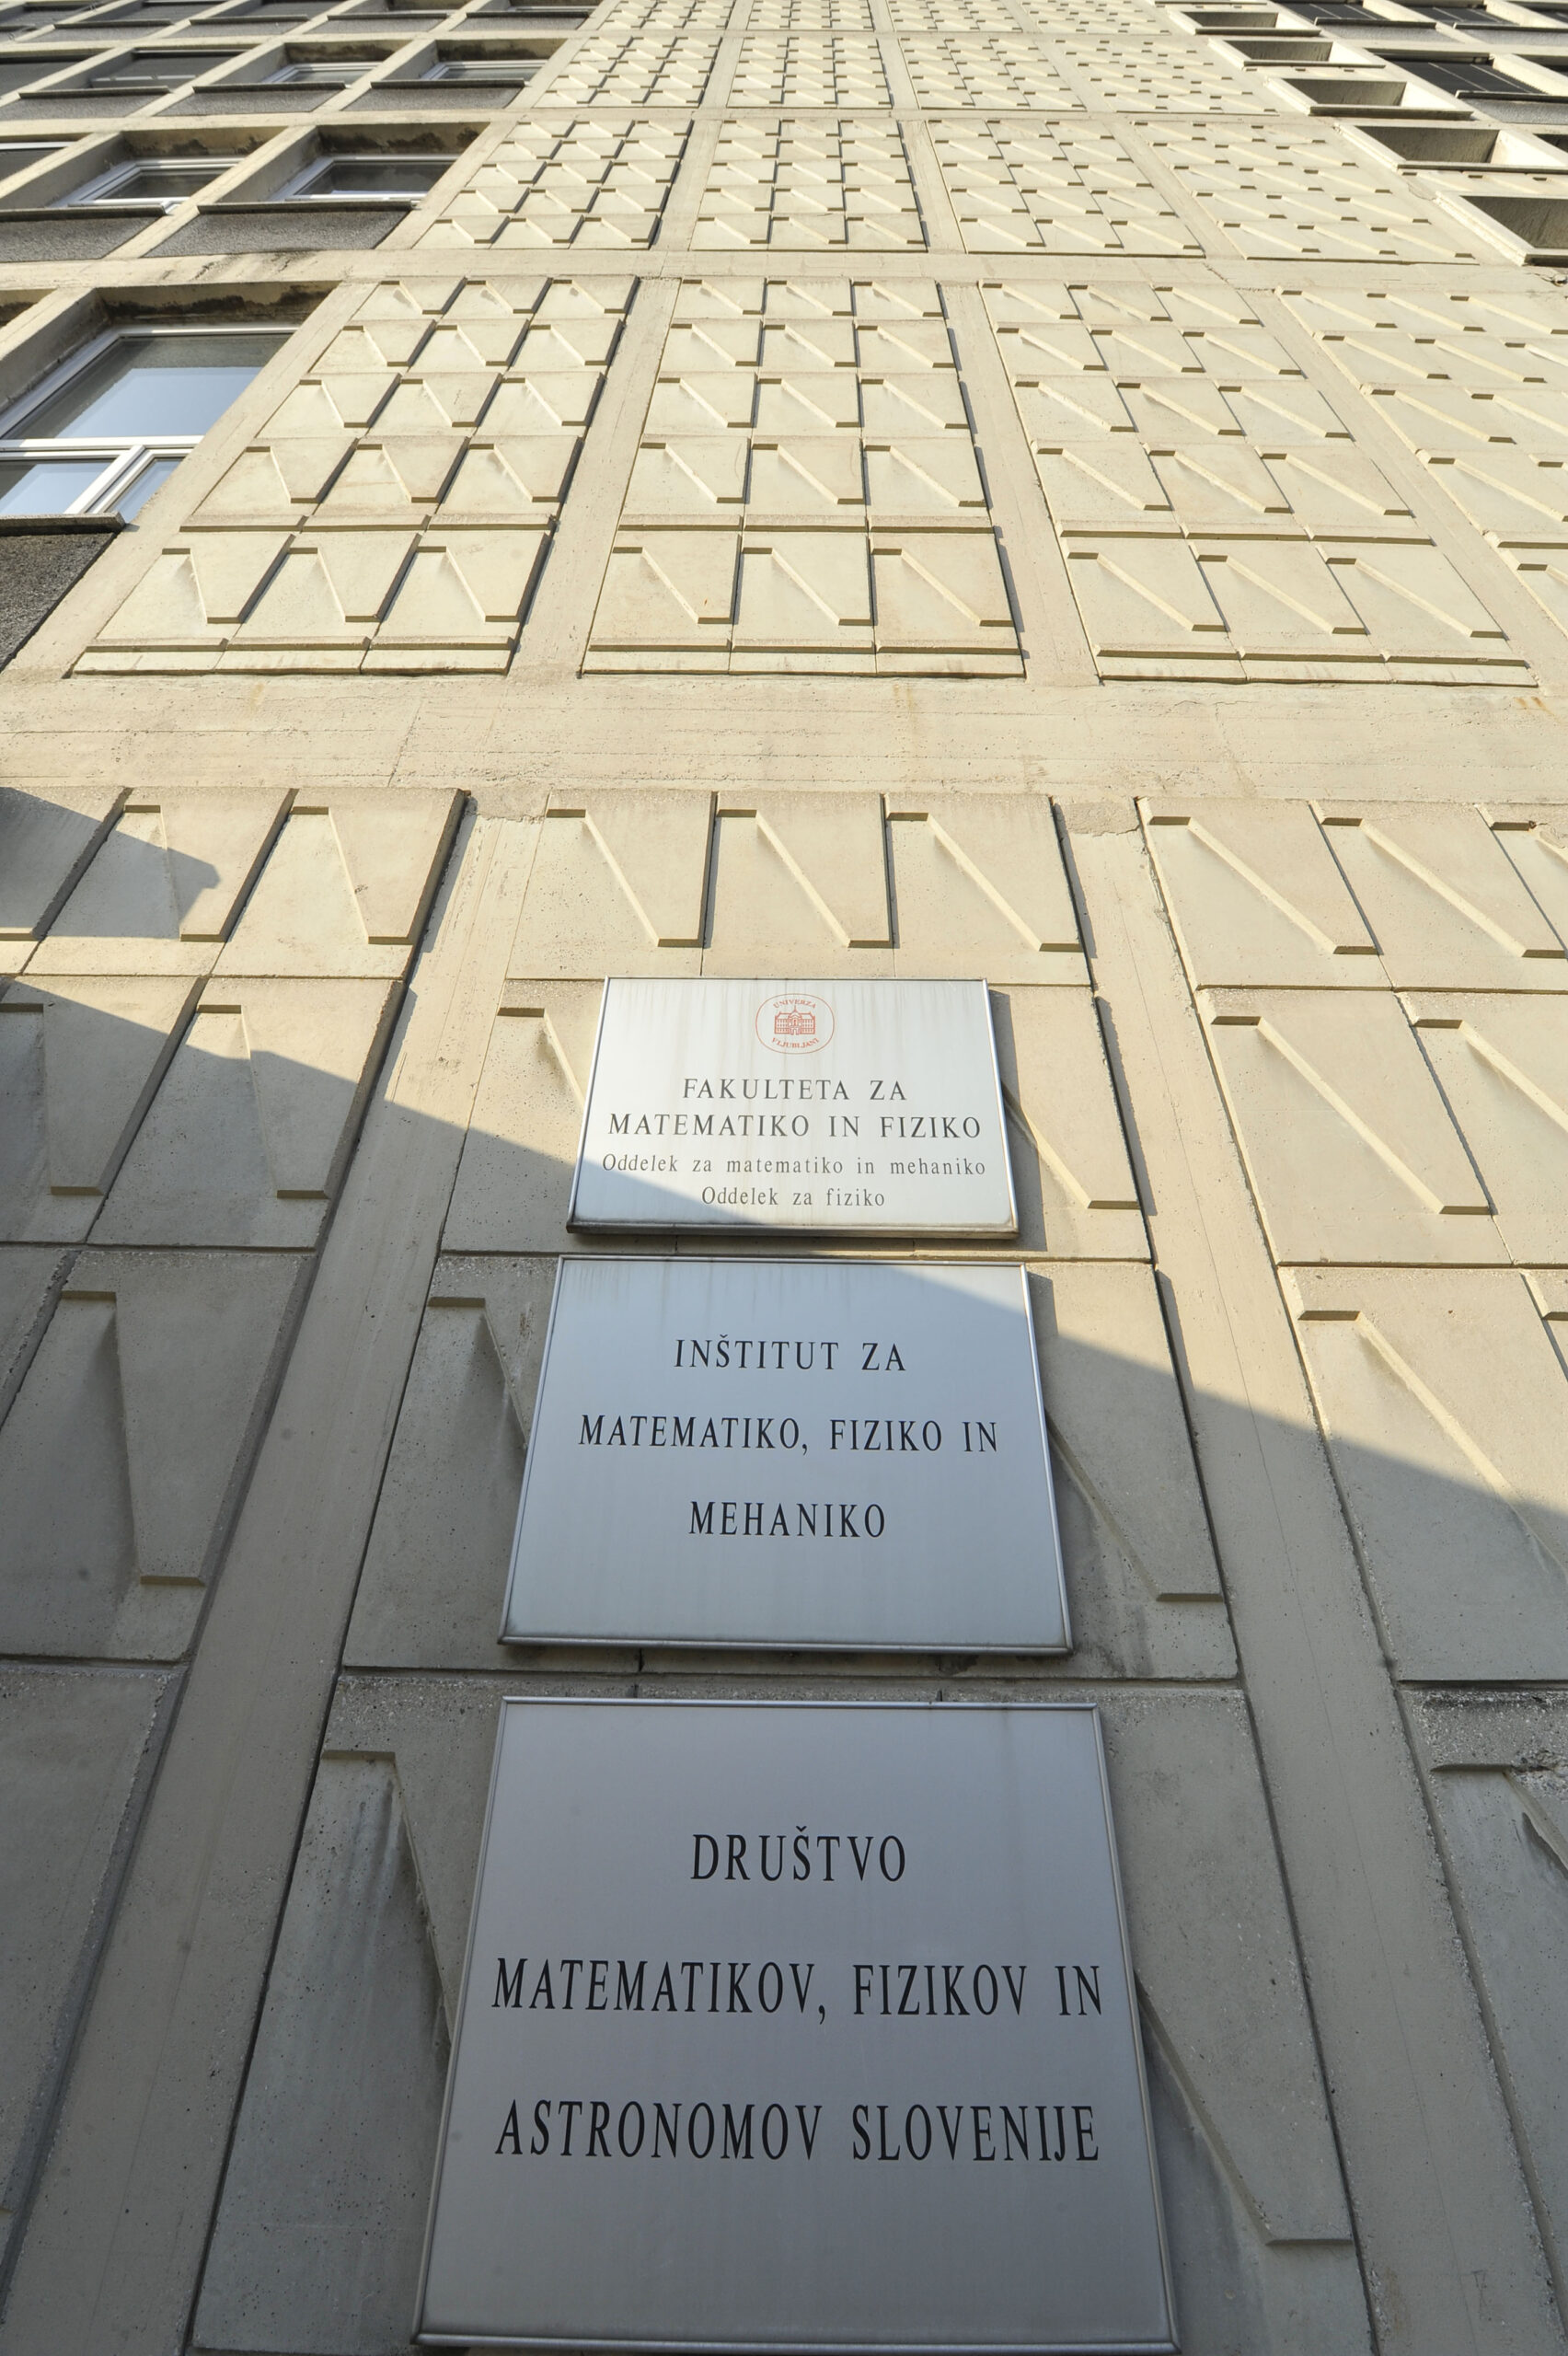 UNIVERZA
V LJUBLJANI
FAKULTETA ZA
MATEMATIKO IN FIZIKO
Oddelek za matematiko in mehaniko
Oddelek za fiziko
INŠTITUT ZA
MATEMATIKO, FIZIKO IN
MEHANIKO
DRUŠTVO
MATEMATIKOV, FIZIKOV IN
ASTRONOMOV SLOVENIJE